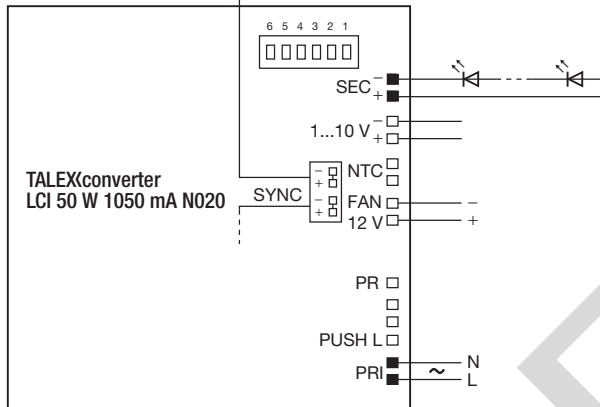 6 5 4 3 2 1
SEC
−
+
1...10 V
−
+
NTC
TALEXXconverter
LCI 50 W 1050 mA N020
SYNC
−
+
−
+
FAN
−
12 V
+
PR
PUSH L
PRI
~
N
L